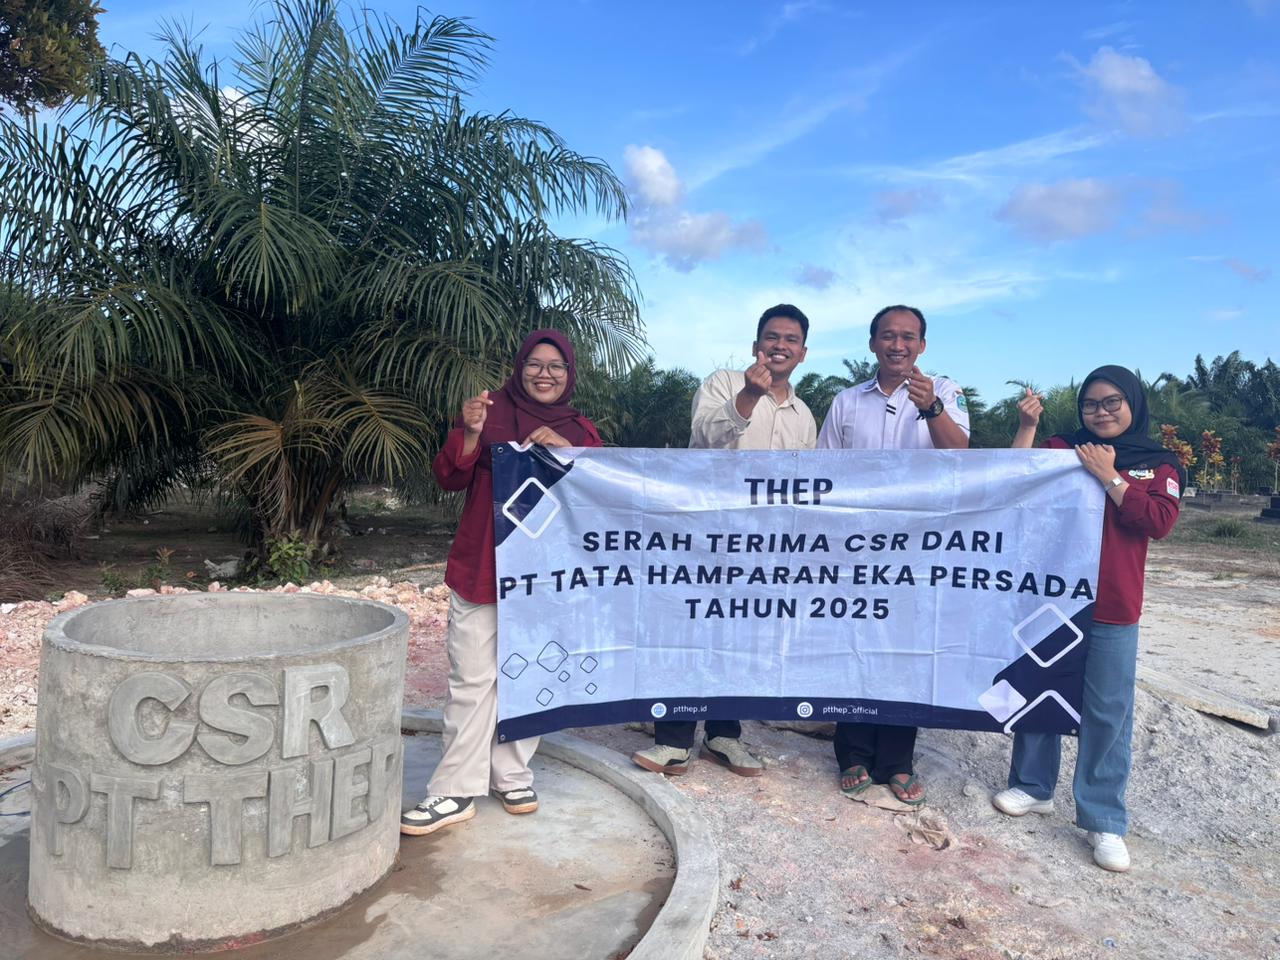 THEP
SERAH TERIMA CSR DARI
PT TATA HAMPARAN EKA PERSADA
TAHUN 2025
ptthep.id
ptthep_official
CSR
PT THEP